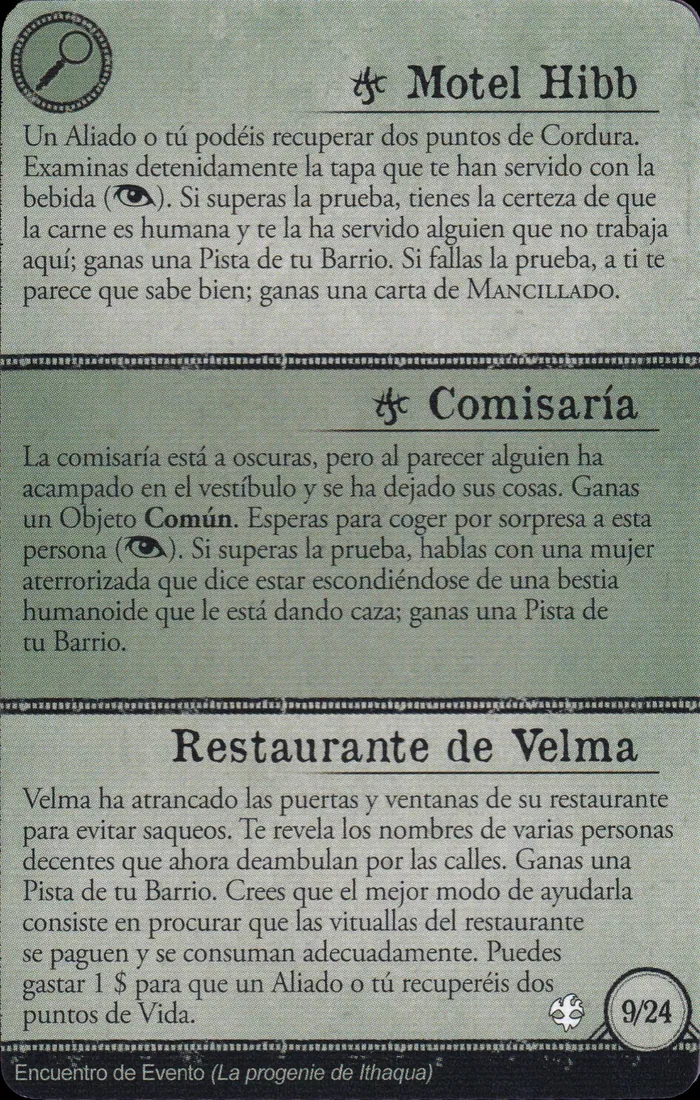 Motel Hibb
Un Aliado o tú podéis recuperar dos puntos de Cordura.
Examinas detenidamente la tapa que te han servido con la
bebida (). Si superas la prueba, tienes la certeza de que
la carne es humana y te la ha servido alguien que no trabaja
aquí; ganas una Pista de tu Barrio. Si fallas la prueba, a ti te
parece que sabe bien; ganas una carta de MANCILLADO.
Comisaría
La comisaría está a oscuras, pero al parecer alguien ha
acampado en el vestíbulo y se ha dejado sus cosas. Ganas
un Objeto Común. Esperas para coger por sorpresa a esta
persona (). Si superas la prueba, hablas con una mujer
aterrorizada que dice estar escondiéndose de una bestia
humanoide que le está dando caza; ganas una Pista de
tu Barrio.
Restaurante de Velma
Velma ha atrancado las puertas y ventanas de su restaurante
para evitar saqueos. Te revela los nombres de varias personas
decentes que ahora deambulan por las calles. Ganas una
Pista de tu Barrio. Crees que el mejor modo de ayudarla
consiste en procurar que las vituallas del restaurante
se paguen y se consuman adecuadamente. Puedes
gastar 1 $ para que un Aliado o tú recuperéis dos
puntos de Vida.
9/24
Encuentro de Evento (La progenie de Ithaqua)